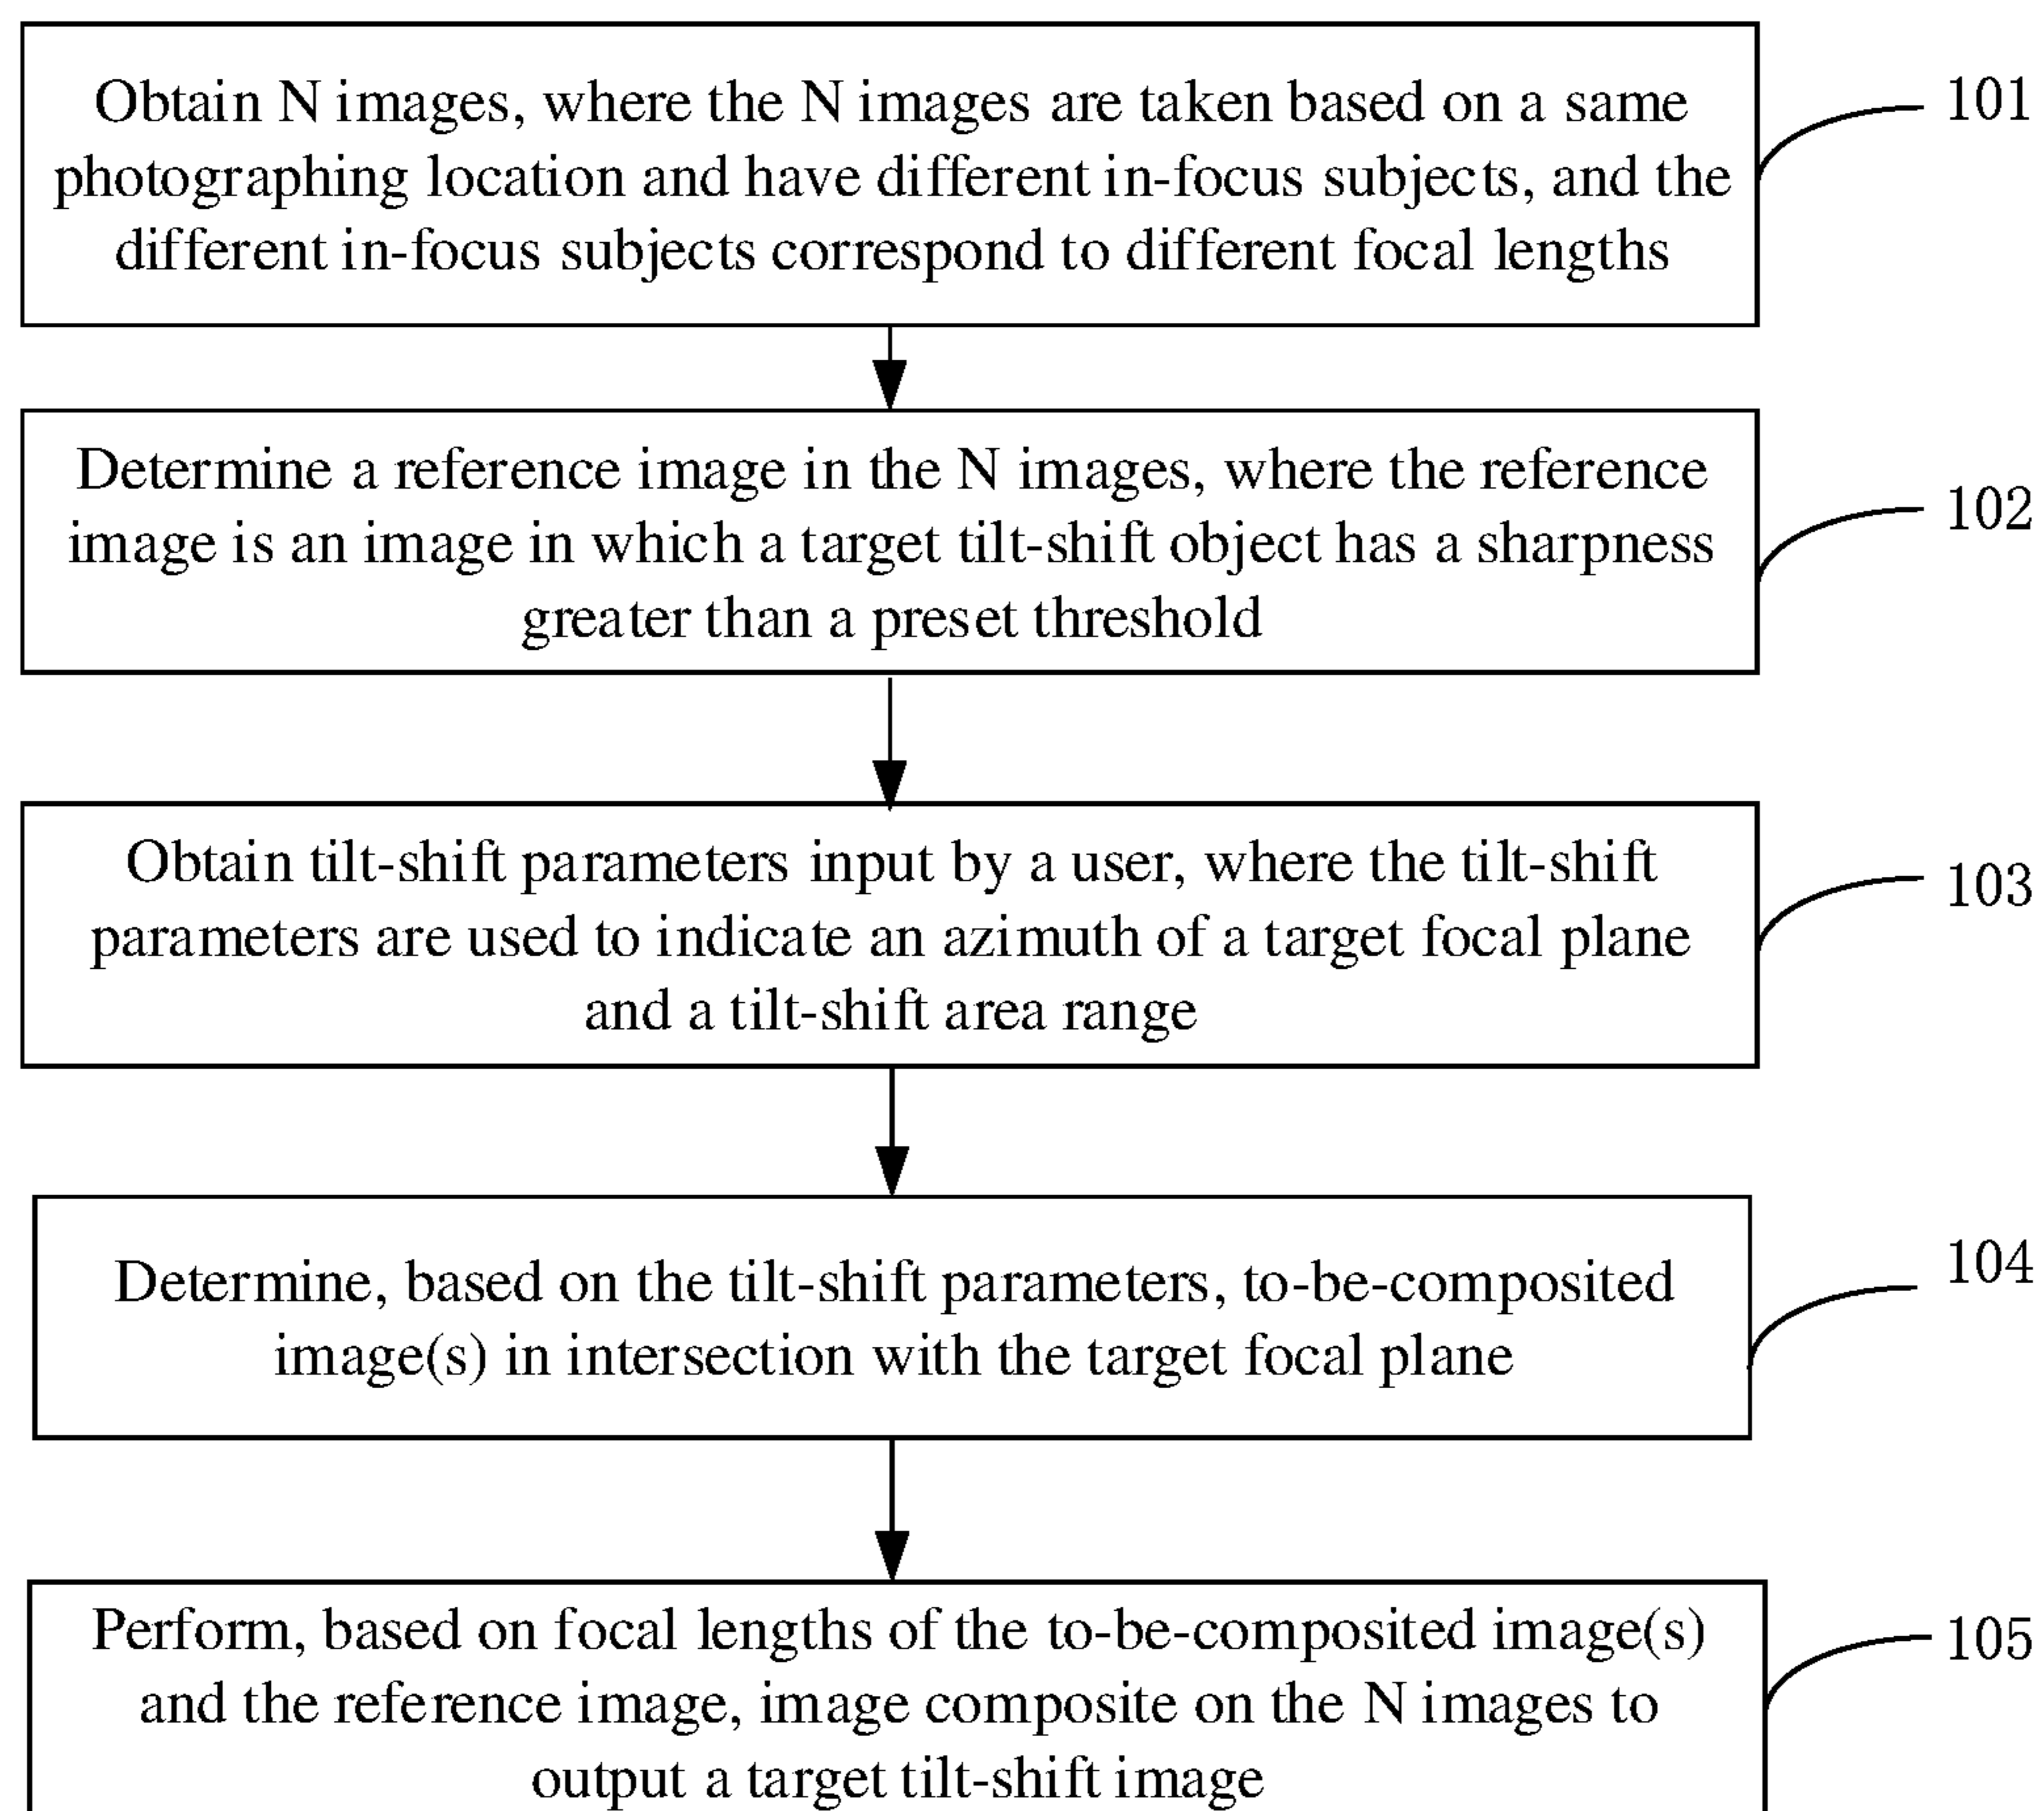 Obtain N images, where the N images are taken based on a same
photographing location and have different in-focus subjects, and the
different in-focus subjects correspond to different focal lengths
101
Determine a reference image in the N images, where the reference
image is an image in which a target tilt-shift object has a sharpness
greater than a preset threshold
102
Obtain tilt-shift parameters input by a user, where the tilt-shift
parameters are used to indicate an azimuth of a target focal plane
and a tilt-shift area range
103
Determine, based on the tilt-shift parameters, to-be-composited
image(s) in intersection with the target focal plane
104
Perform, based on focal lengths of the to-be-composited image(s)
and the reference image, image composite on the N images to
output a target tilt-shift image
105